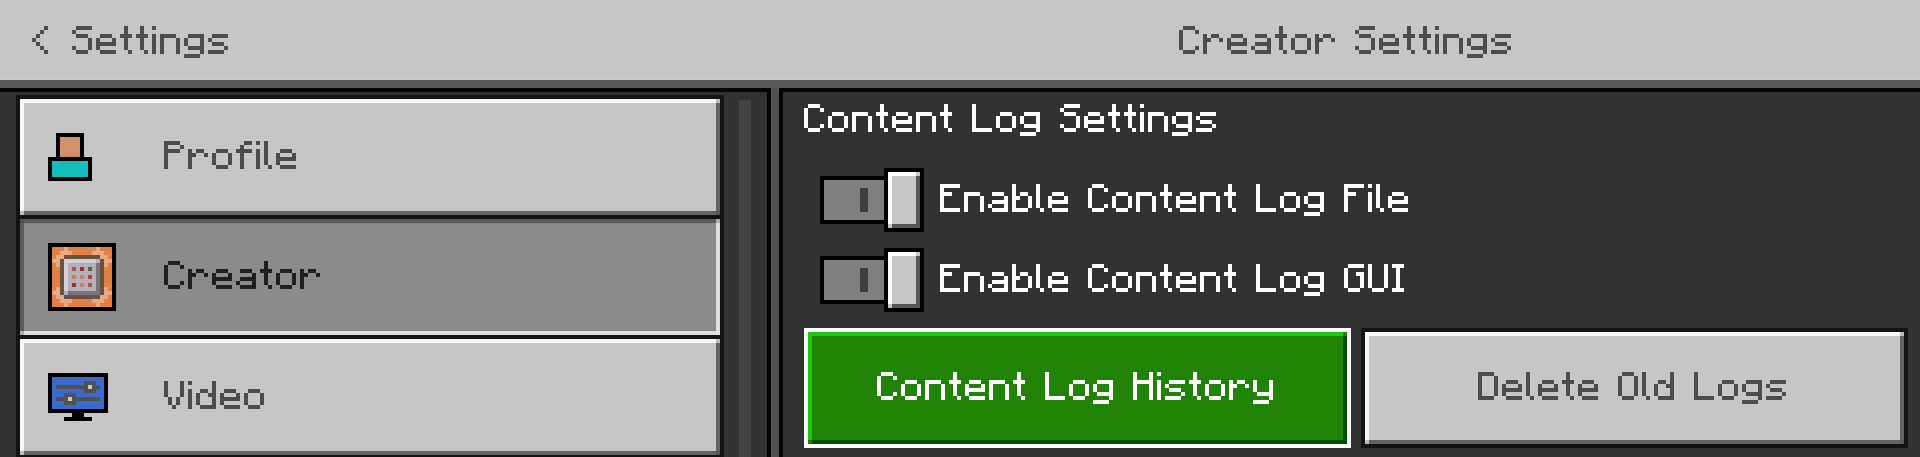 < Settings
Creator Settings
Profile
Creator
Video
Content Log Settings
Enable Content Log File
Enable Content Log GUI
Content Log History
Delete Old Logs